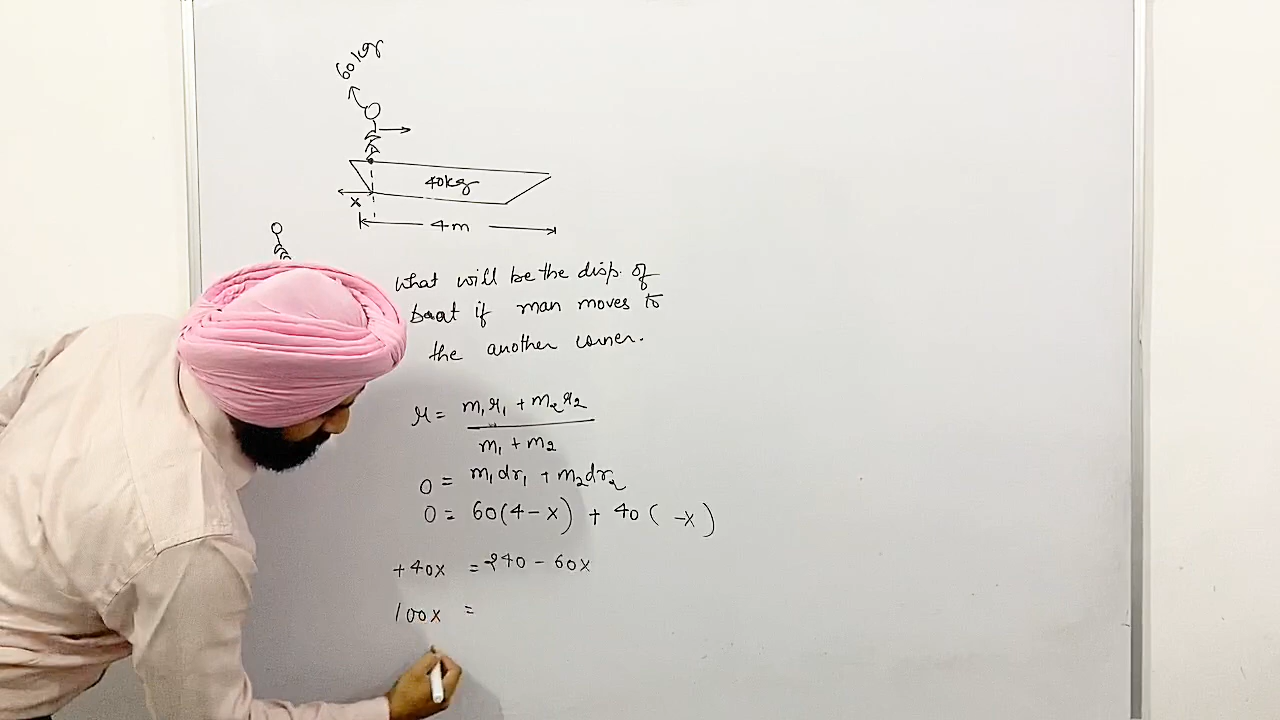 60kg
40kg
x
4m
What will be the disp. of
boat if man moves to
the another corner.
r = m₁r₁ + m₂r₂
m₁ + m₂
0 = m₁dr₁ + m₂dr₂
0 = 60(4-x) + 40(-x)
+40x = 240 - 60x
100x =